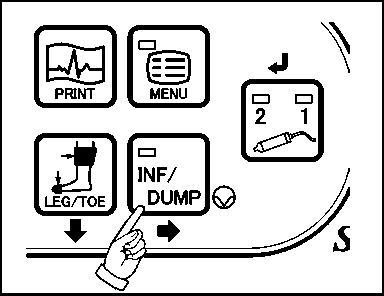 PRINT
MENU
2 1
LEG/TOE
INF/
DUMP
S